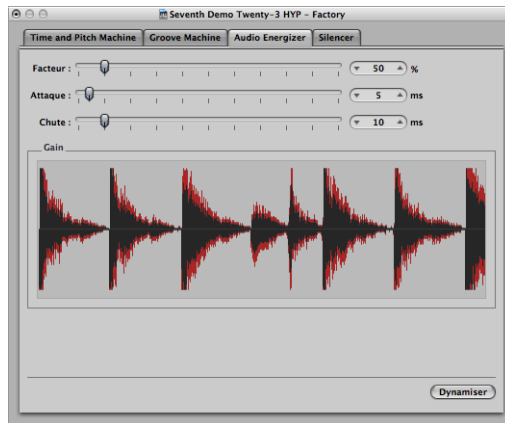 Seventh Demo Twenty-3 HYP - Factory
Time and Pitch Machine Groove Machine Audio Energizer Silencer
Facteur : 50 %
Attaque : 5 ms
Chute : 10 ms
Gain
Dynamiser